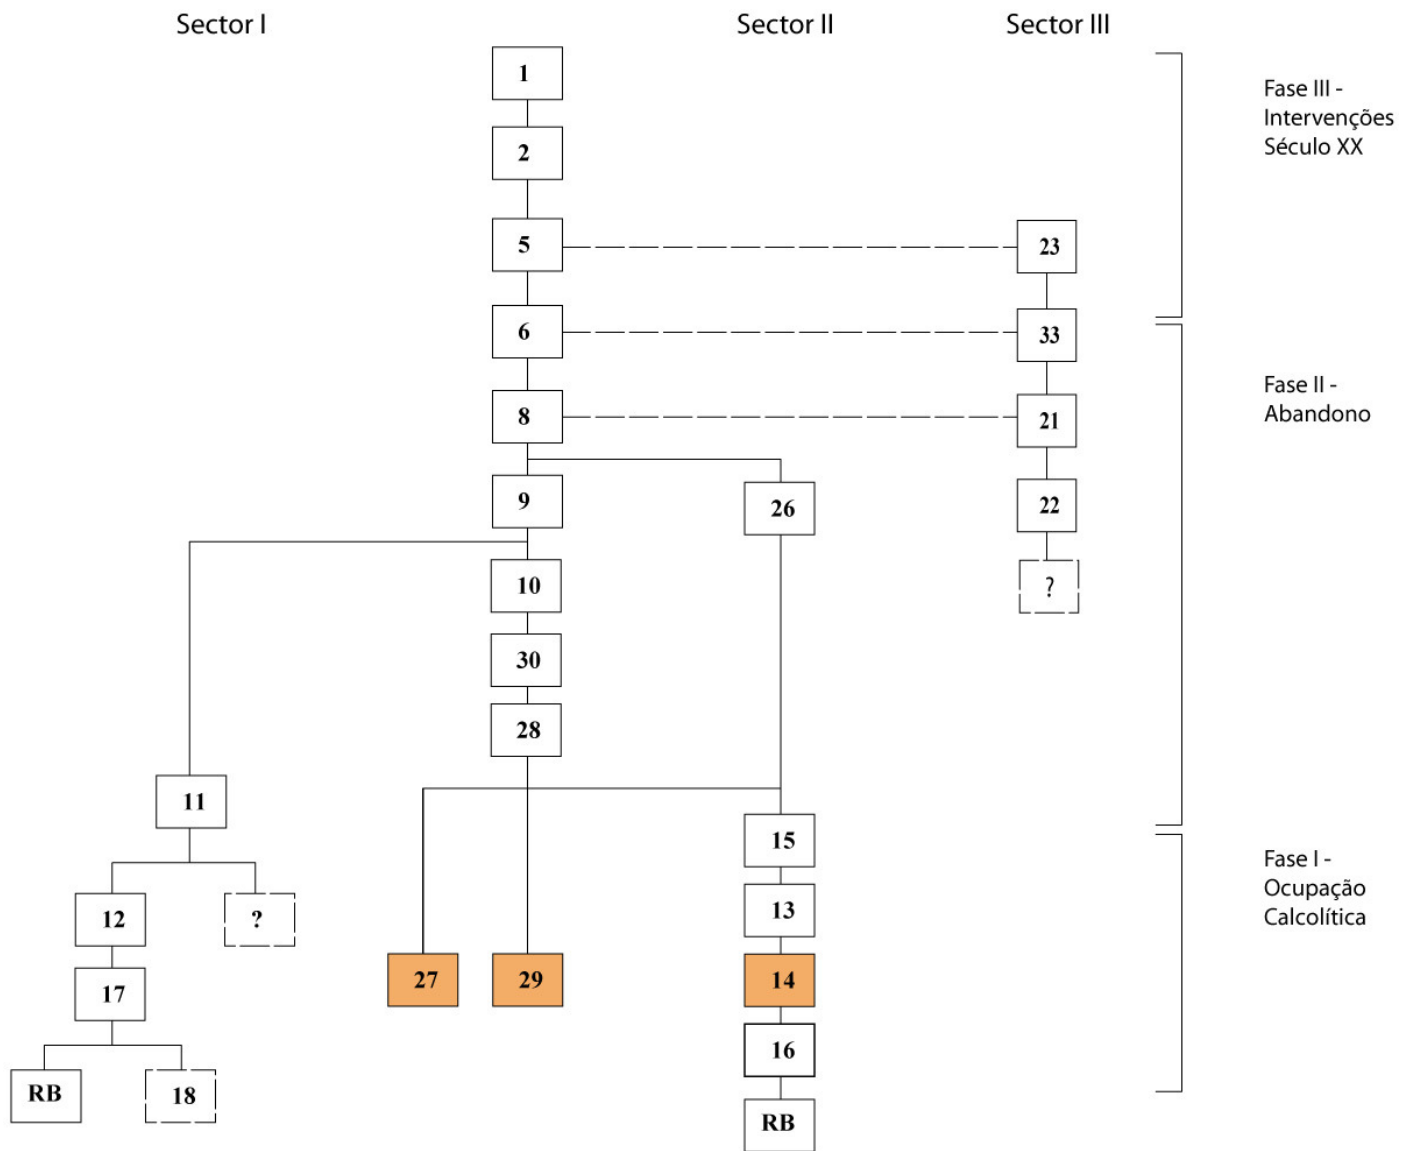 Sector I
Sector II
Sector III
1
Fase III -
Intervenções
Século XX
2
5
23
6
33
Fase II -
Abandono
8
21
9
26
22
10
?
30
28
11
15
Fase I -
Ocupação
Calcolítica
12
?
13
17
27
29
14
16
RB
18
RB